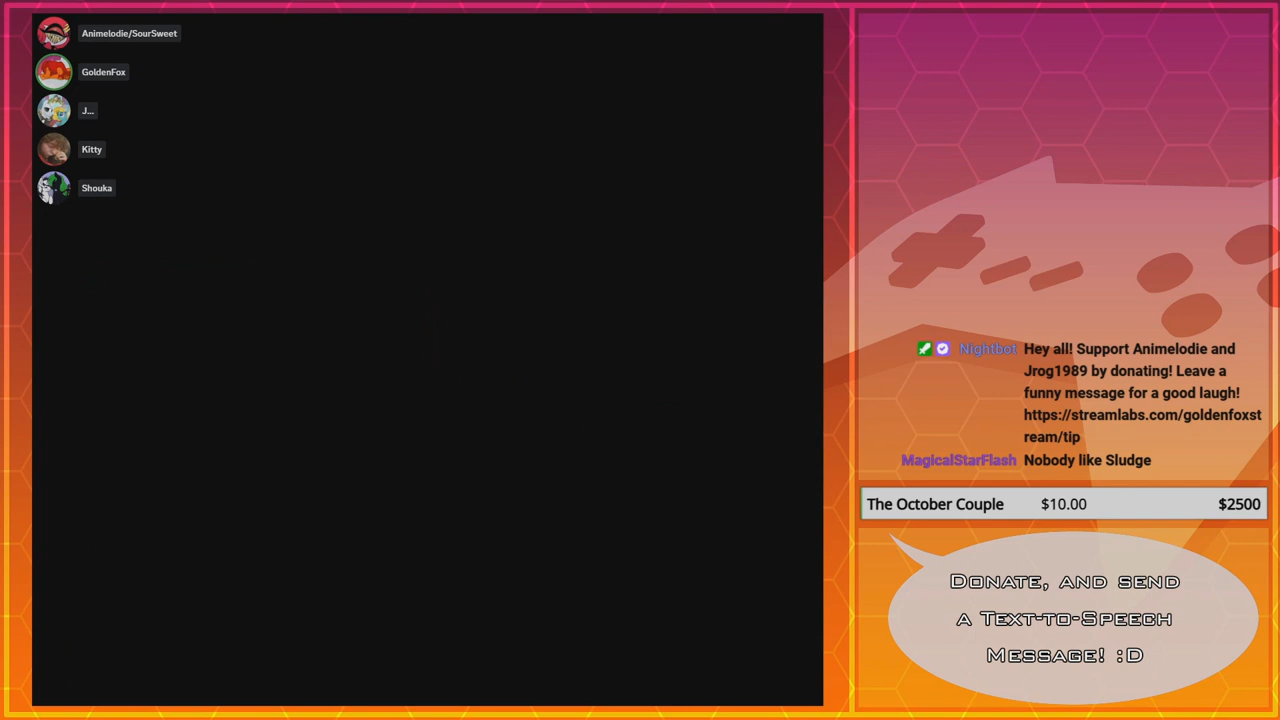 Animelodie/SourSweet
GoldenFox
J...
Kitty
Shouka
Nightbot Hey all! Support Animelodie and
Jrog1989 by donating! Leave a
funny message for a good laugh!
https://streamlabs.com/goldenfoxst
ream/tip
MagicalStarFlash Nobody like Sludge
The October Couple $10.00 $2500
Donate, and send
a Text-to-Speech
Message! :D